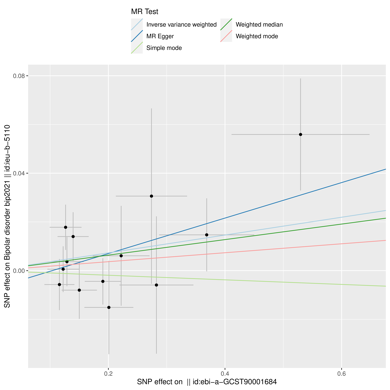 MR Test
Inverse variance weighted
Weighted median
MR Egger
Weighted mode
Simple mode
0.08
0.04
0.00
0.2
0.4
0.6
SNP effect on || id:ebi-a-GCST90001684
SNP effect on Bipolar disorder bip2021 || id:ieu-b-5110